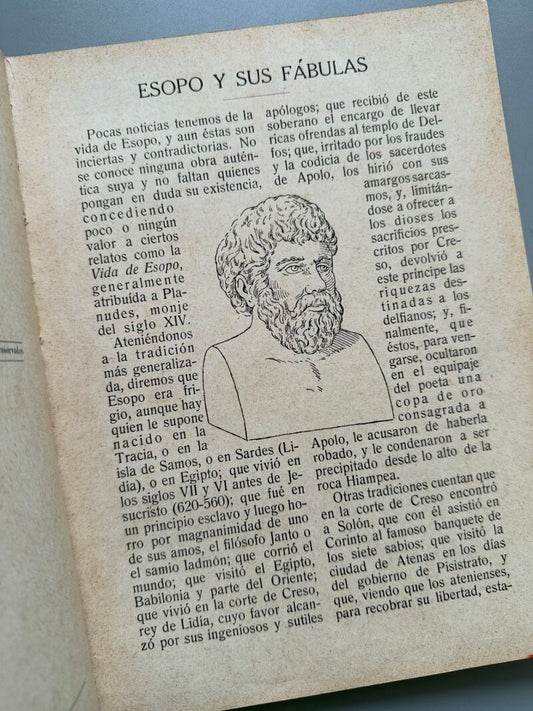 ESOPO Y SUS FÁBULAS
Pocas noticias tenemos de la
vida de Esopo, y aun éstas son
inciertas y contradictorias. No
se conoce ninguna obra autén-
tica suya y no faltan quienes
pongan en duda su existencia,
concediendo
poco o ningún
valor a ciertos
relatos como la
Vida de Esopo,
generalmente
atribuída a Pla-
nudes, monje
del siglo XIV.
Ateniéndonos
a la tradición
más generaliza-
da, diremos que
Esopo era fri-
gio, aunque hay
quien le supone
nacido en la
Tracia, o en la
isla de Samos, o en Sardes (Li-
dia), o en Egipto; que vivió en
los siglos VII y VI antes de Je-
sucristo (620-560); que fué en
un principio esclavo y luego ho-
rro por magnanimidad de uno
de sus amos, el filósofo Janto o
el samio Iadmón; que corrió el
mundo; que visitó el Egipto,
Babilonia y parte del Oriente;
que vivió en la corte de Creso,
rey de Lidia, cuyo favor alcan-
zó por sus ingeniosos y sutiles
apólogos; que recibió de este
soberano el encargo de llevar
ricas ofrendas al templo de Del-
fos; que, irritado por los fraudes
y la codicia de los sacerdotes
de Apolo, los hirió con sus
amargos sarcas-
mos, y, limitán-
dose a ofrecer a
los dioses los
sacrificios pres-
critos por Cre-
so, devolvió a
este príncipe las
riquezas des-
tinadas a los
delfianos; y, fi-
nalmente, que
éstos, para ven-
garse, ocultaron
en el equipaje
del poeta una
copa de oro
consagrada a
Apolo, le acusaron de haberla
robado, y le condenaron a ser
precipitado desde lo alto de la
roca Hiampea.
Otras tradiciones cuentan que
en la corte de Creso encontró
a Solón, que con él asistió en
Corinto al famoso banquete de
los siete sabios; que visitó la
ciudad de Atenas en los días
del gobierno de Pisistrato, y
que, viendo que los atenienses,
para recobrar su libertad, esta-